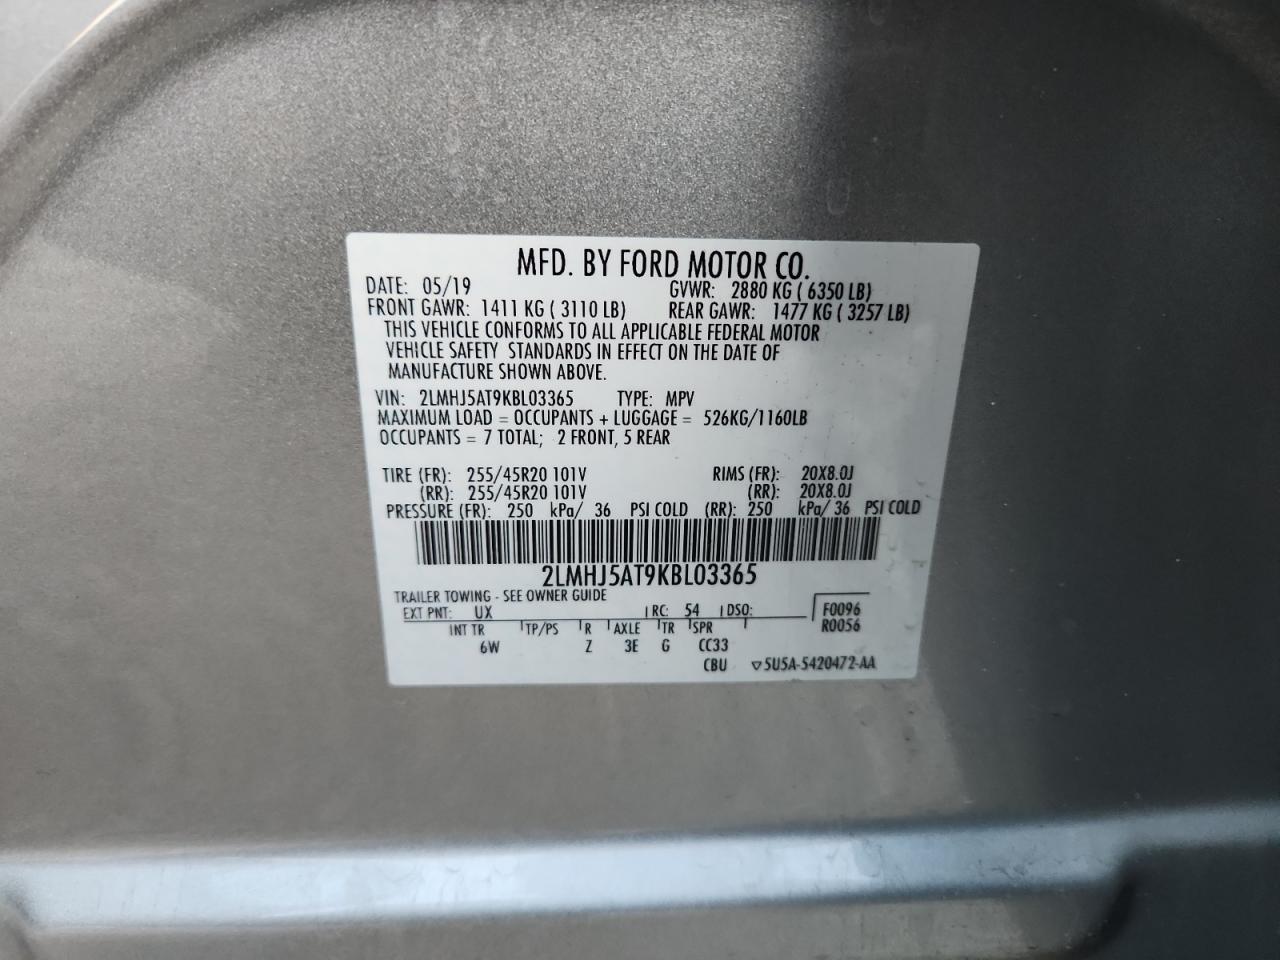 MFD. BY FORD MOTOR CO.
DATE: 05/19 GVWR: 2880 KG ( 6350 LB)
FRONT GAWR: 1411 KG ( 3110 LB) REAR GAWR: 1477 KG ( 3257 LB)
THIS VEHICLE CONFORMS TO ALL APPLICABLE FEDERAL MOTOR
VEHICLE SAFETY STANDARDS IN EFFECT ON THE DATE OF
MANUFACTURE SHOWN ABOVE.
VIN: 2LMHJ5AT9KBL03365 TYPE: MPV
MAXIMUM LOAD = OCCUPANTS + LUGGAGE = 526KG/1160LB
OCCUPANTS = 7 TOTAL; 2 FRONT, 5 REAR
TIRE (FR): 255/45R20 101V RIMS (FR): 20X8.0J
(RR): 255/45R20 101V (RR): 20X8.0J
PRESSURE (FR): 250 kPa/ 36 PSI COLD (RR): 250 kPa/ 36 PSI COLD
2LMHJ5AT9KBL03365
TRAILER TOWING - SEE OWNER GUIDE
EXT PNT: UX RC: 54 DSO: F0096
INT TR TP/PS R AXLE TR SPR R0056
6W Z 3E G CC33
CBU ▽5U5A-5420472-AA